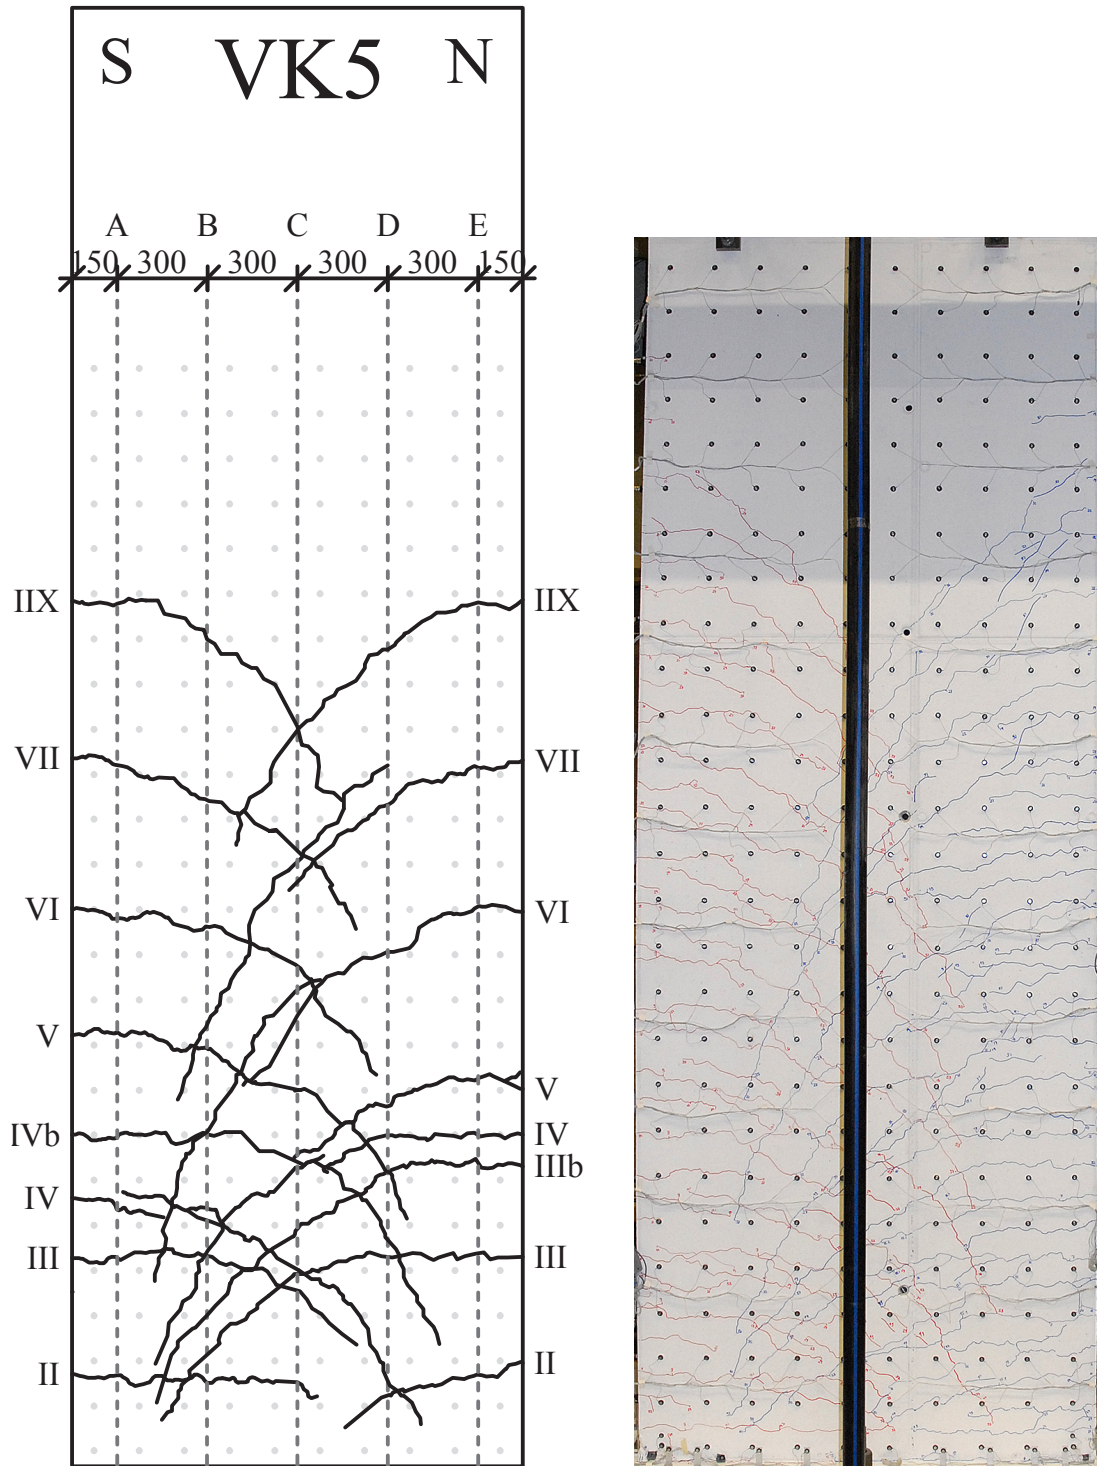 S VK5 N
A B C D E
150 300 300 300 300 150
IIX IIX
VII VII
VI VI
V
V
IVb IV
IIIb
IV
III III
II II